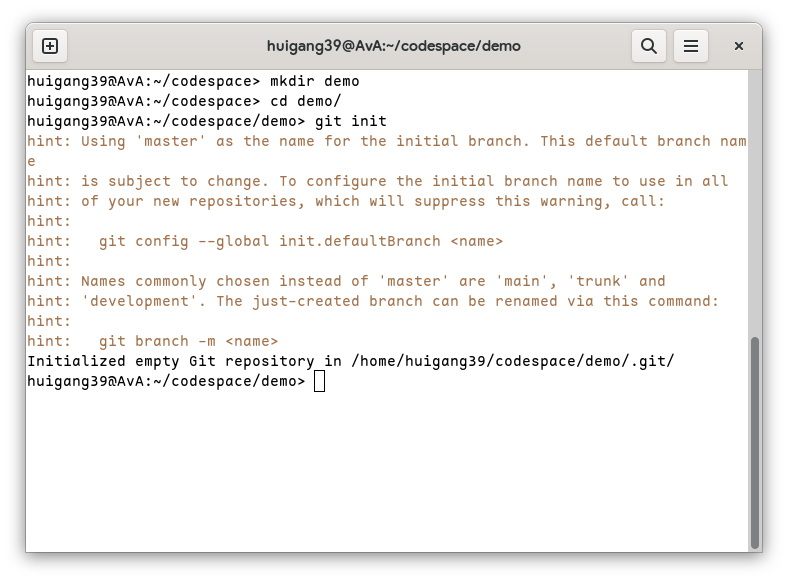 huigang39@AvA:~/codespace/demo
huigang39@AvA:~/codespace> mkdir demo
huigang39@AvA:~/codespace> cd demo/
huigang39@AvA:~/codespace/demo> git init
hint: Using 'master' as the name for the initial branch. This default branch nam
e
hint: is subject to change. To configure the initial branch name to use in all
hint: of your new repositories, which will suppress this warning, call:
hint:
hint:   git config --global init.defaultBranch <name>
hint:
hint: Names commonly chosen instead of 'master' are 'main', 'trunk' and
hint: 'development'. The just-created branch can be renamed via this command:
hint:
hint:   git branch -m <name>
Initialized empty Git repository in /home/huigang39/codespace/demo/.git/
huigang39@AvA:~/codespace/demo>